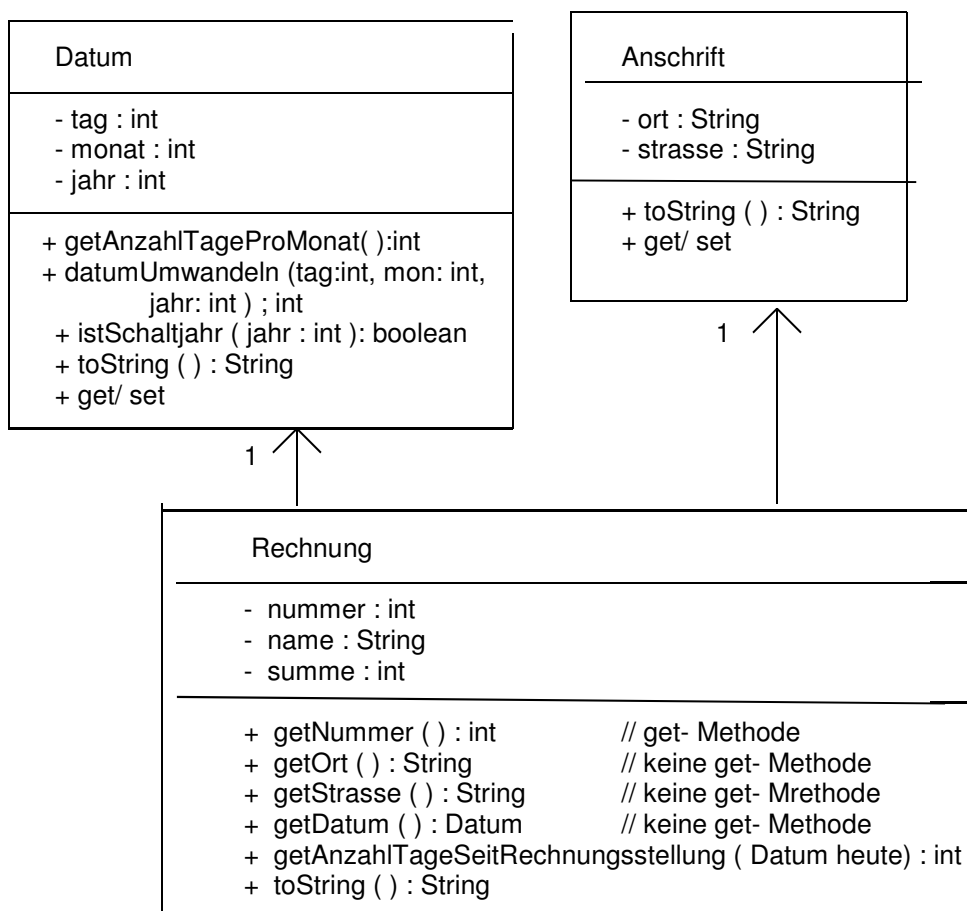 Datum
- tag : int
- monat : int
- jahr : int
+ getAnzahlTageProMonat( ):int
+ datumUmwandeln (tag:int, mon: int,
jahr: int ) ; int
+ istSchaltjahr ( jahr : int ): boolean
+ toString ( ) : String
+ get/ set
1
Anschrift
- ort : String
- strasse : String
+ toString ( ) : String
+ get/ set
1
Rechnung
- nummer : int
- name : String
- summe : int
+ getNummer ( ) : int // get- Methode
+ getOrt ( ) : String // keine get- Methode
+ getStrasse ( ) : String // keine get- Mrethode
+ getDatum ( ) : Datum // keine get- Methode
+ getAnzahlTageSeitRechnungsstellung ( Datum heute) : int
+ toString ( ) : String